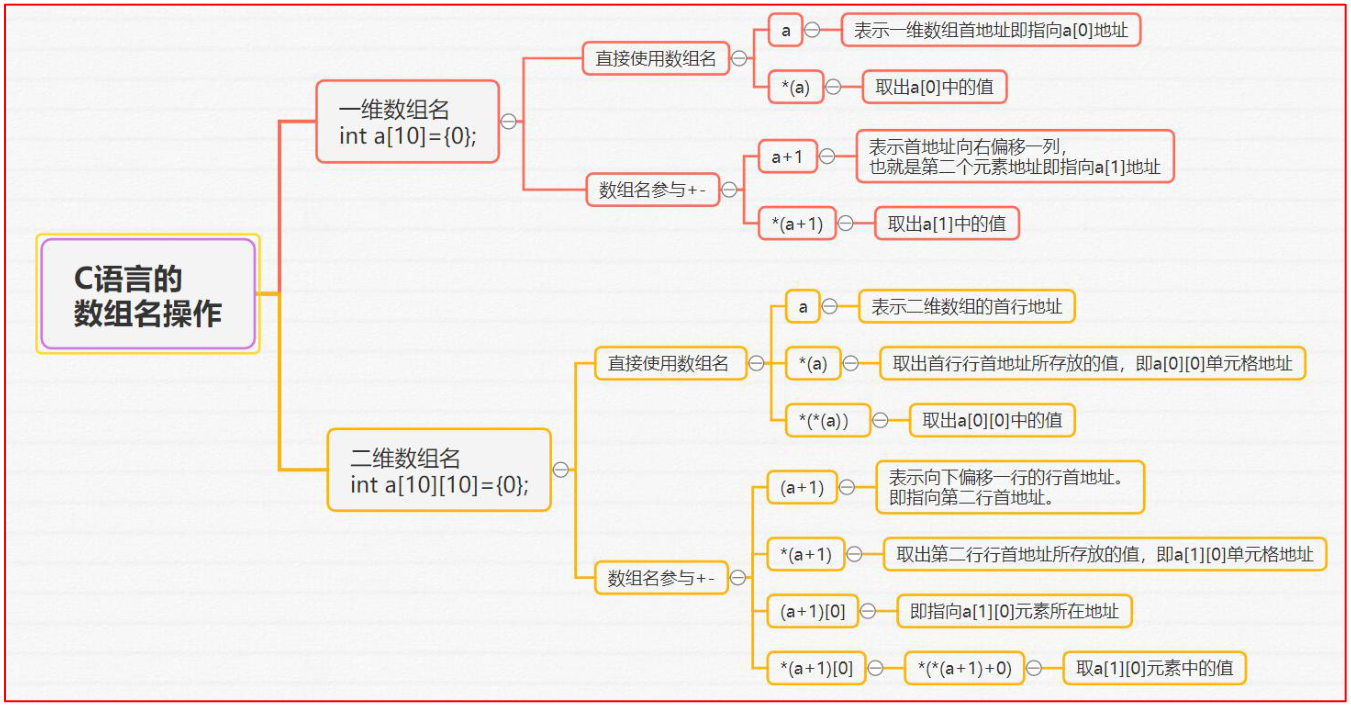 C语言的
数组名操作
一维数组名
int a[10]={0};
直接使用数组名
a
表示一维数组首地址即指向a[0]地址
*(a)
取出a[0]中的值
数组名参与+-
a+1
表示首地址向右偏移一列，
也就是第二个元素地址即指向a[1]地址
*(a+1)
取出a[1]中的值
二维数组名
int a[10][10]={0};
直接使用数组名
a
表示二维数组的首行地址
*(a)
取出首行行首地址所存放的值，即a[0][0]单元格地址
*(*(a))
取出a[0][0]中的值
数组名参与+-
(a+1)
表示向下偏移一行的行首地址。
即指向第二行首地址。
*(a+1)
取出第二行行首地址所存放的值，即a[1][0]单元格地址
(a+1)[0]
即指向a[1][0]元素所在地址
*(a+1)[0]
*(*(a+1)+0)
取a[1][0]元素中的值